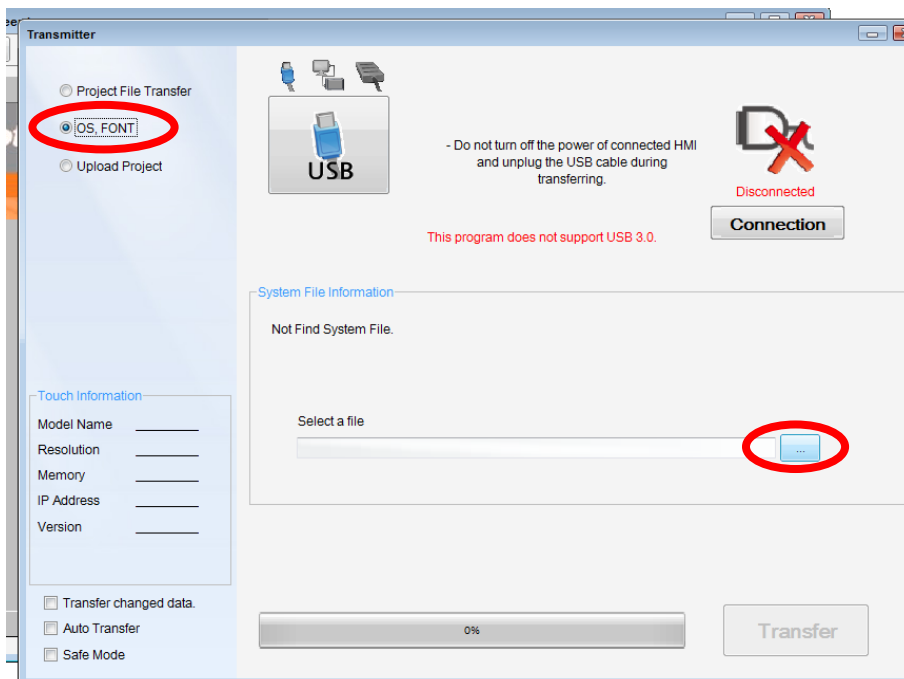 Transmitter
Project File Transfer
OS, FONT
Upload Project
USB
- Do not turn off the power of connected HMI
and unplug the USB cable during
transferring.
This program does not support USB 3.0.
Disconnected
Connection
System File Information
Not Find System File.
Select a file
...
Touch Information
Model Name
Resolution
Memory
IP Address
Version
Transfer changed data.
Auto Transfer
Safe Mode
0%
Transfer